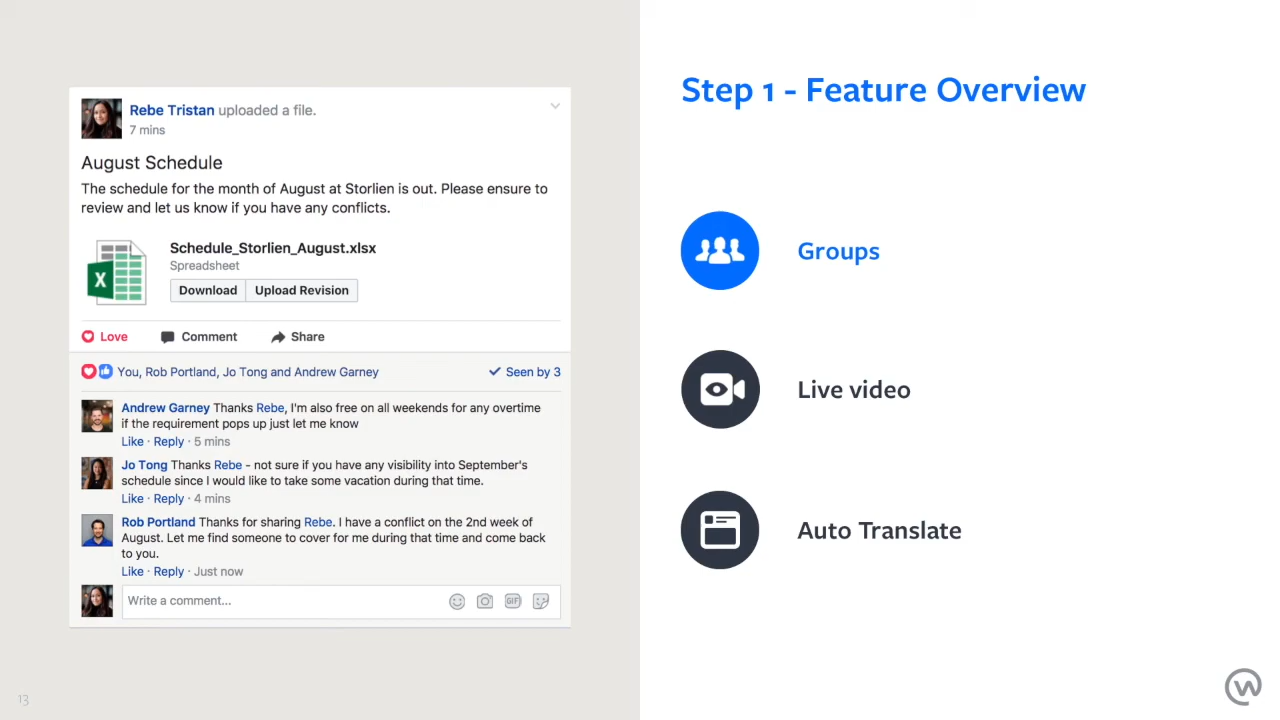 Rebe Tristan uploaded a file.
7 mins
August Schedule
The schedule for the month of August at Storlien is out. Please ensure to
review and let us know if you have any conflicts.
X
Schedule_Storlien_August.xlsx
Spreadsheet
Download Upload Revision
Love Comment Share
You, Rob Portland, Jo Tong and Andrew Garney Seen by 3
Andrew Garney Thanks Rebe, I'm also free on all weekends for any overtime
if the requirement pops up just let me know
Like · Reply · 5 mins
Jo Tong Thanks Rebe - not sure if you have any visibility into September's
schedule since I would like to take some vacation during that time.
Like · Reply · 4 mins
Rob Portland Thanks for sharing Rebe. I have a conflict on the 2nd week of
August. Let me find someone to cover for me during that time and come back
to you.
Like · Reply · Just now
Write a comment...
GIF
13
Step 1 - Feature Overview
Groups
Live video
Auto Translate